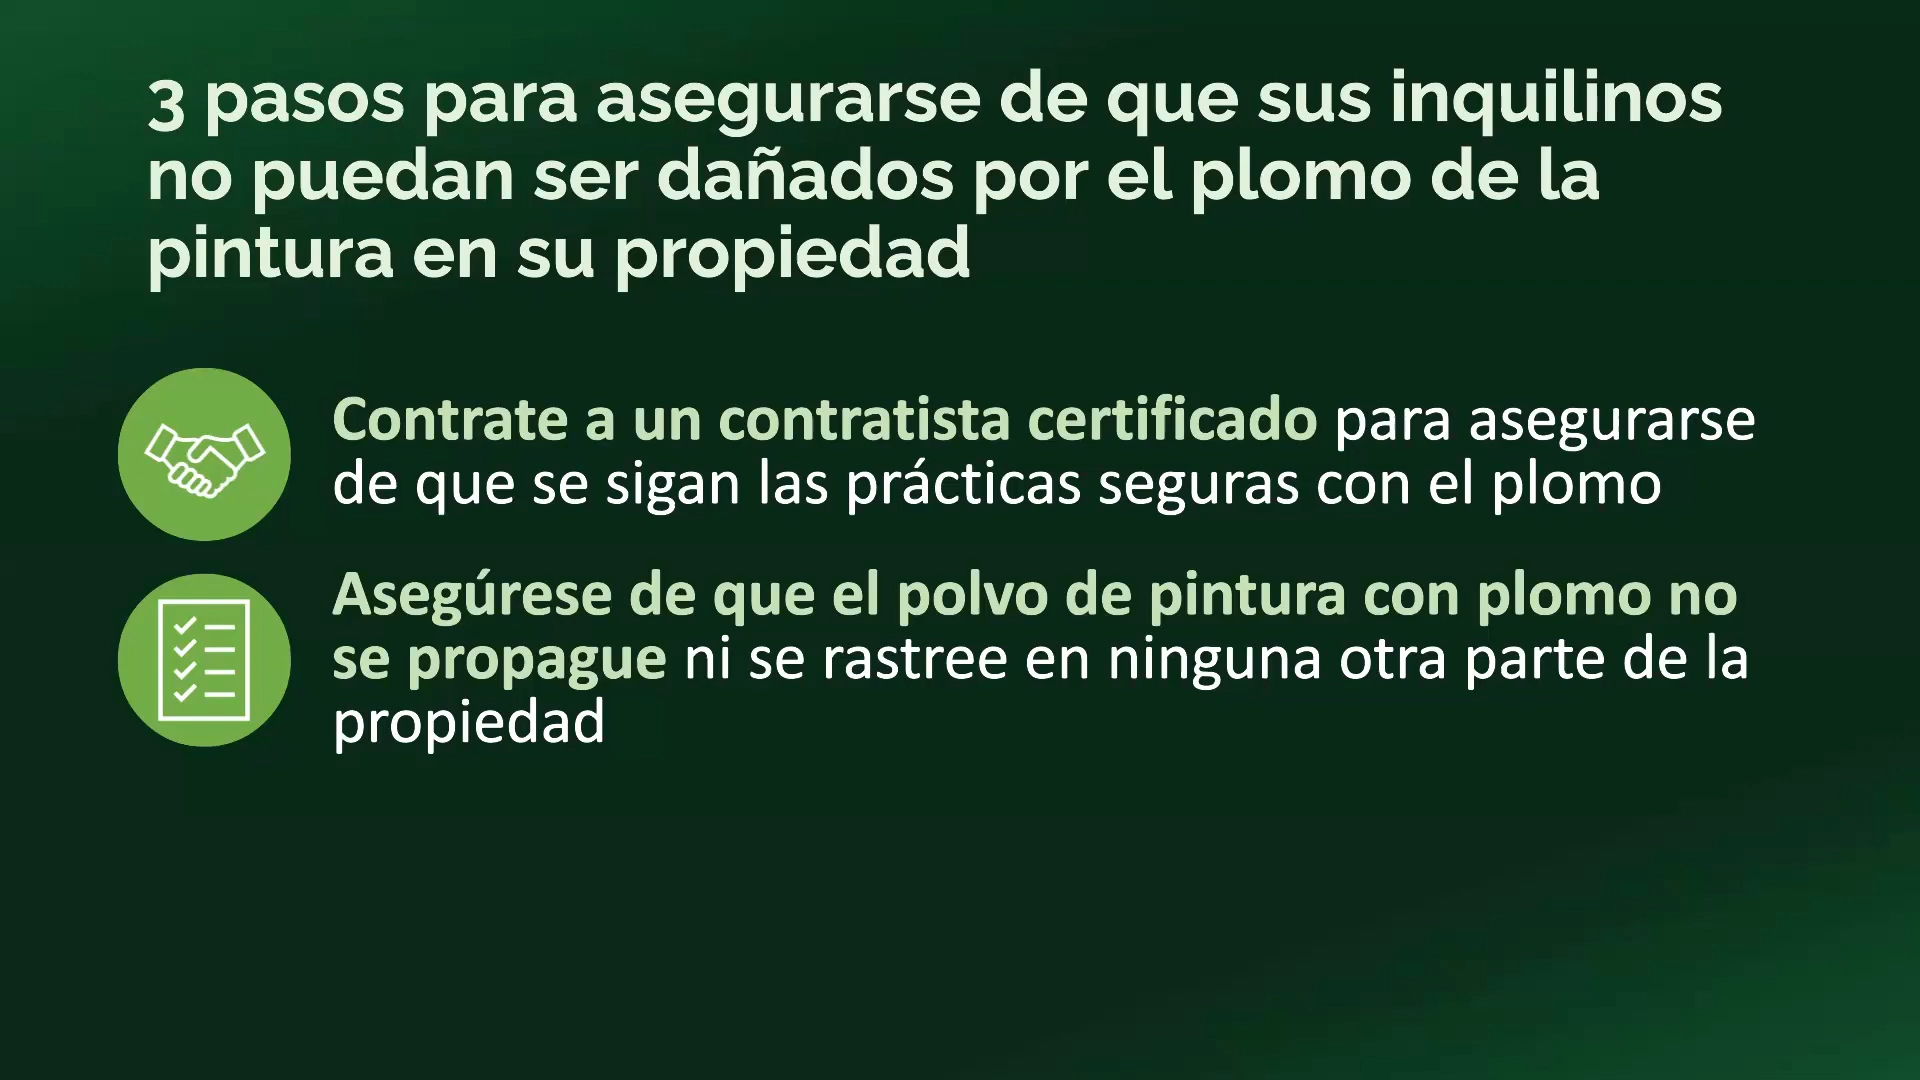 3 pasos para asegurarse de que sus inquilinos
no puedan ser dañados por el plomo de la
pintura en su propiedad
Contrate a un contratista certificado para asegurarse
de que se sigan las prácticas seguras con el plomo
Asegúrese de que el polvo de pintura con plomo no
se propague ni se rastree en ninguna otra parte de la
propiedad